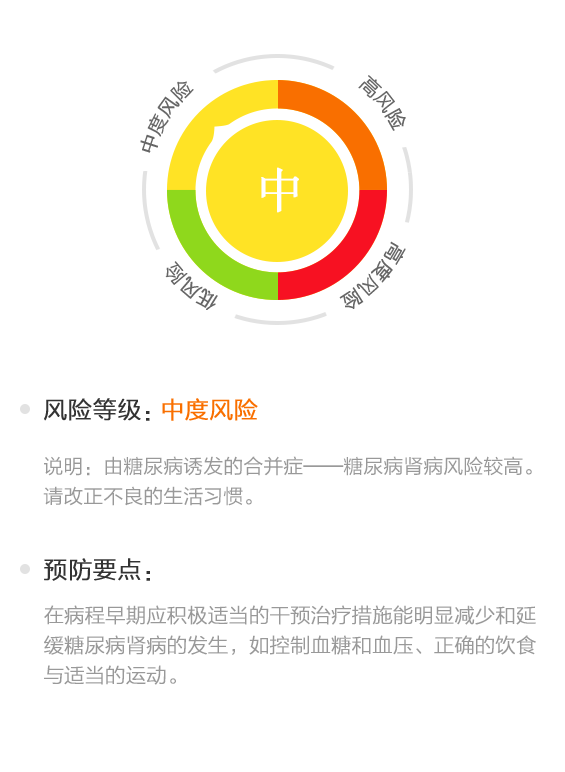 中度风险
高风险
中
低风险
高度风险
风险等级：中度风险
说明：由糖尿病诱发的合并症——糖尿病肾病风险较高。
请改正不良的生活习惯。
预防要点：
在病程早期应积极适当的干预治疗措施能明显减少和延
缓糖尿病肾病的发生，如控制血糖和血压、正确的饮食
与适当的运动。